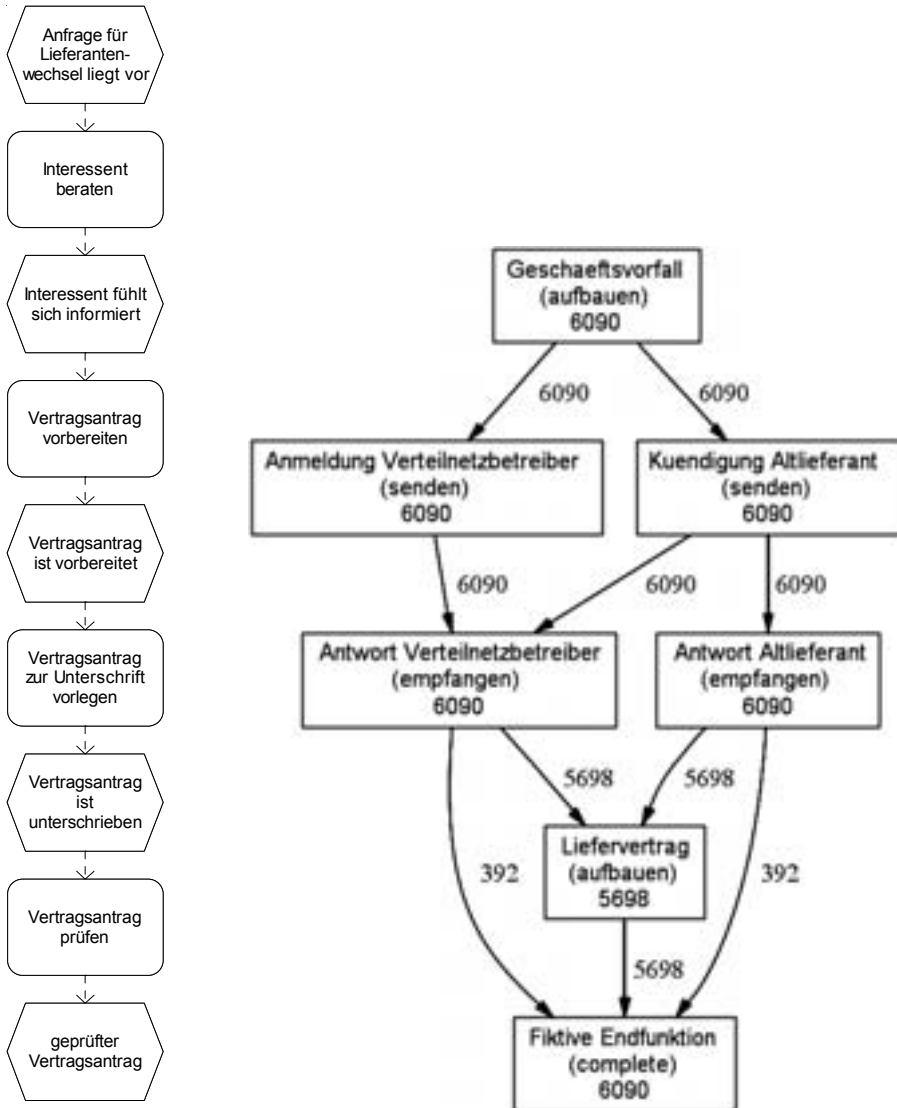 Anfrage für
Lieferanten-
wechsel liegt vor
Interessent
beraten
Interessent fühlt
sich informiert
Vertragsantrag
vorbereiten
Vertragsantrag
ist vorbereitet
Vertragsantrag
zur Unterschrift
vorlegen
Vertragsantrag
ist
unterschrieben
Vertragsantrag
prüfen
geprüfter
Vertragsantrag
Geschaeftsvorfall
(aufbauen)
6090
6090
6090
Anmeldung Verteilnetzbetreiber
(senden)
6090
Kuendigung Altlieferant
(senden)
6090
6090
6090
6090
Antwort Verteilnetzbetreiber
(empfangen)
6090
Antwort Altlieferant
(empfangen)
6090
5698
5698
392
Liefervertrag
(aufbauen)
5698
392
5698
Fiktive Endfunktion
(complete)
6090